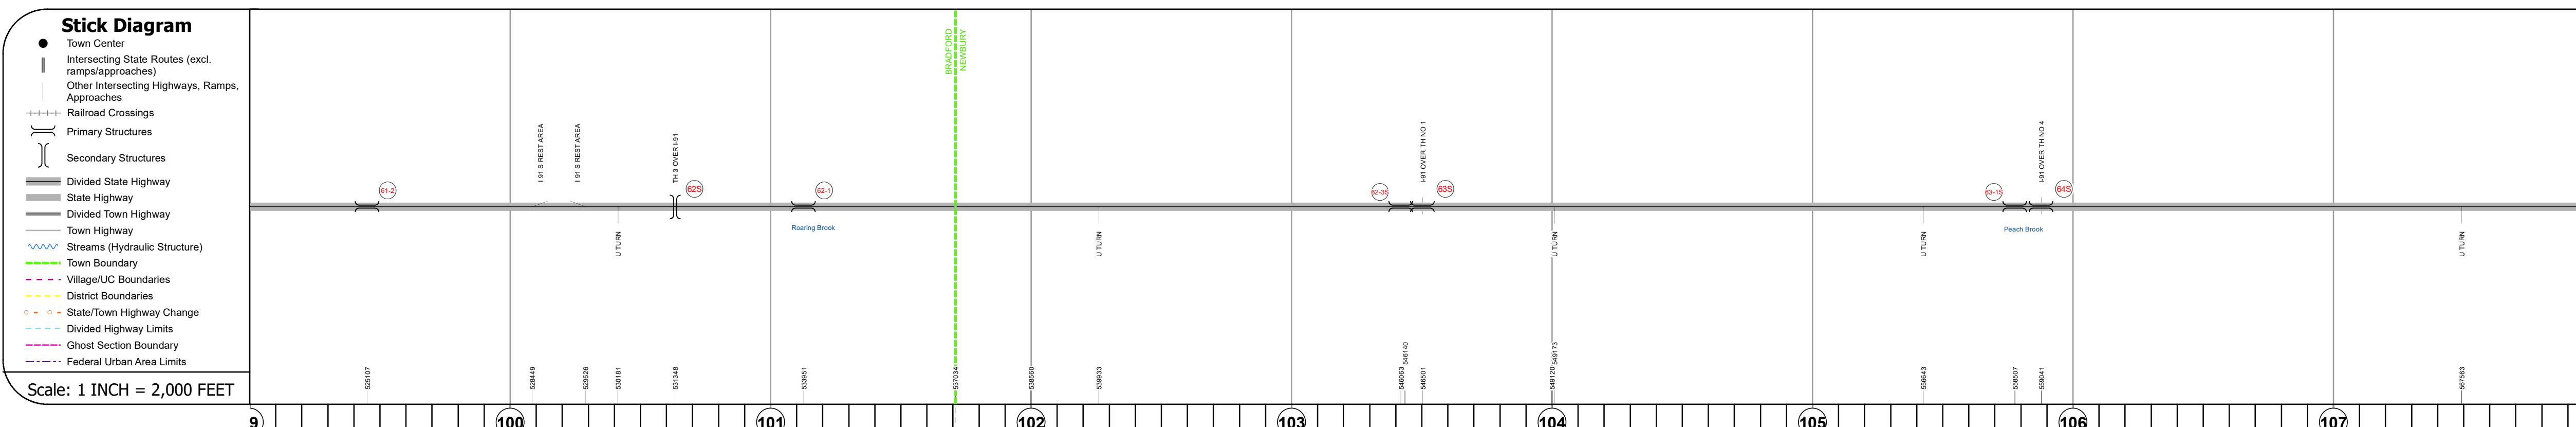 Stick Diagram
Town Center
Intersecting State Routes (excl.
ramps/approaches)
Other Intersecting Highways, Ramps,
Approaches
Railroad Crossings
Primary Structures
Secondary Structures
Divided State Highway
State Highway
Divided Town Highway
Town Highway
Streams (Hydraulic Structure)
Town Boundary
Village/UC Boundaries
District Boundaries
State/Town Highway Change
Divided Highway Limits
Ghost Section Boundary
Federal Urban Area Limits
Scale: 1 INCH = 2,000 FEET
BRADFORD
NEWBURY
I 91 S REST AREA
I 91 S REST AREA
TH 3 OVER I-91
I-91 OVER TH NO 1
I-91 OVER TH NO 4
61-2
62S
62-1
62-3S
63S
63-1S
64S
Roaring Brook
Peach Brook
U TURN
U TURN
U TURN
U TURN
U TURN
525107
528449
529526
530181
531348
533951
537034
538560
539933
546063
546140
546501
549120
549173
556643
558507
559041
567563
9
100
101
102
103
104
105
106
107